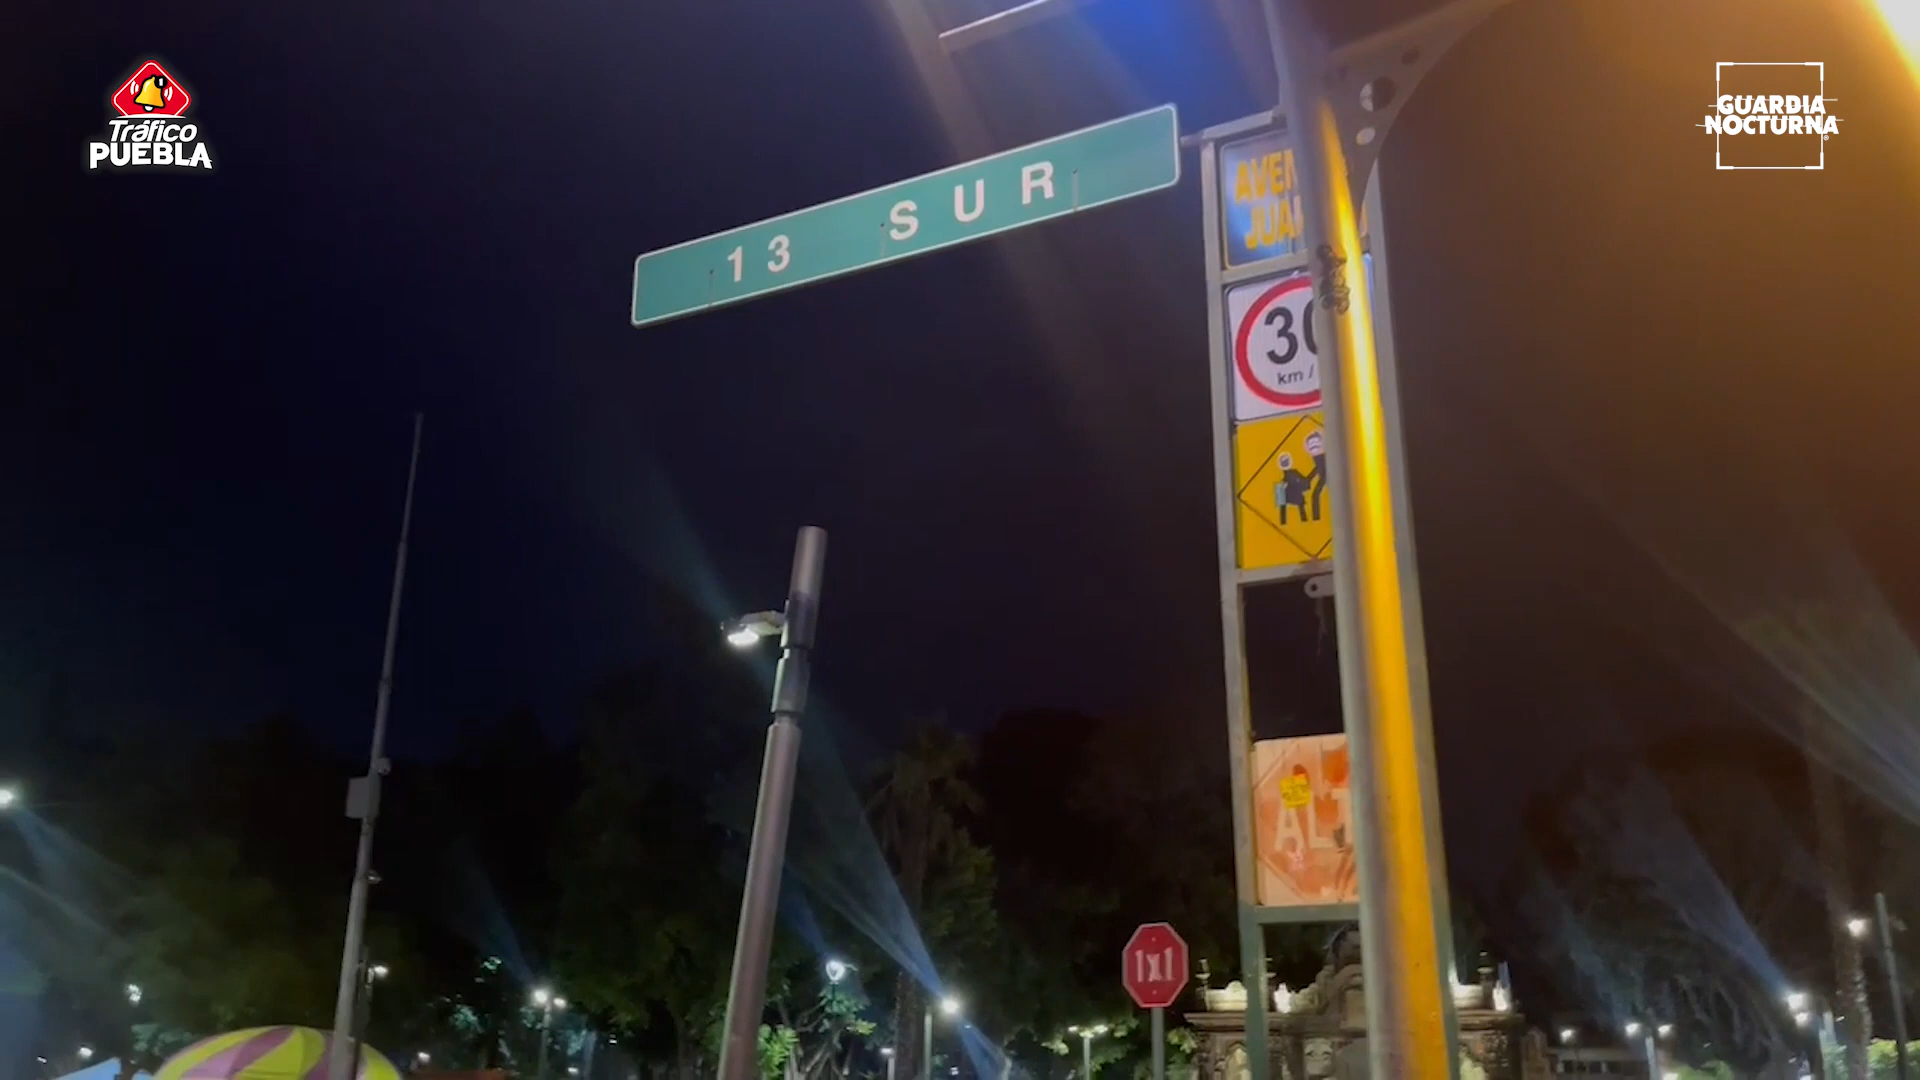 Tráfico
PUEBLA
GUARDIA
NOCTURNA
13 SUR
30
km /
1x1